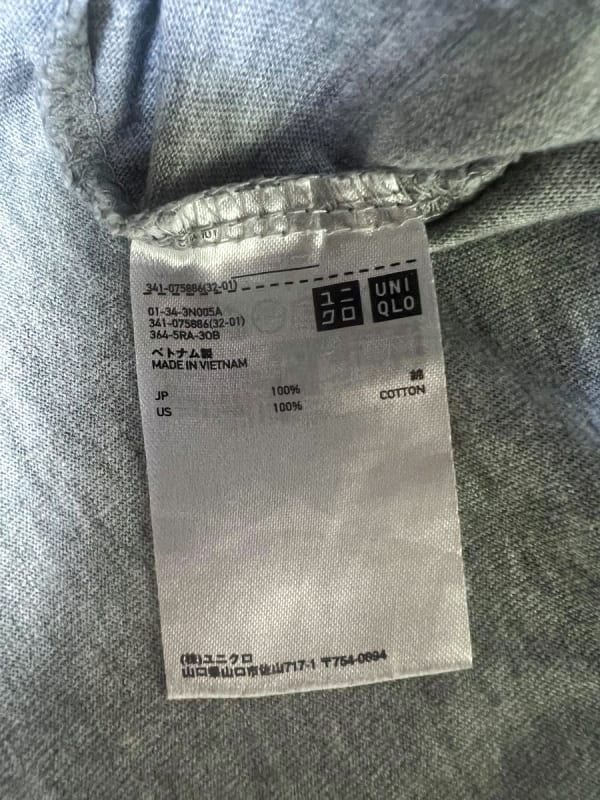 341-075886(32-01)
ユニ
クロ
UNI
QLO
01-34-3N005A
341-075886(32-01)
364-5RA-3OB
ベトナム製
MADE IN VIETNAM
JP 100% 綿
US 100% COTTON
(株)ユニクロ
山口県山口市佐山717-1 〒754-0894